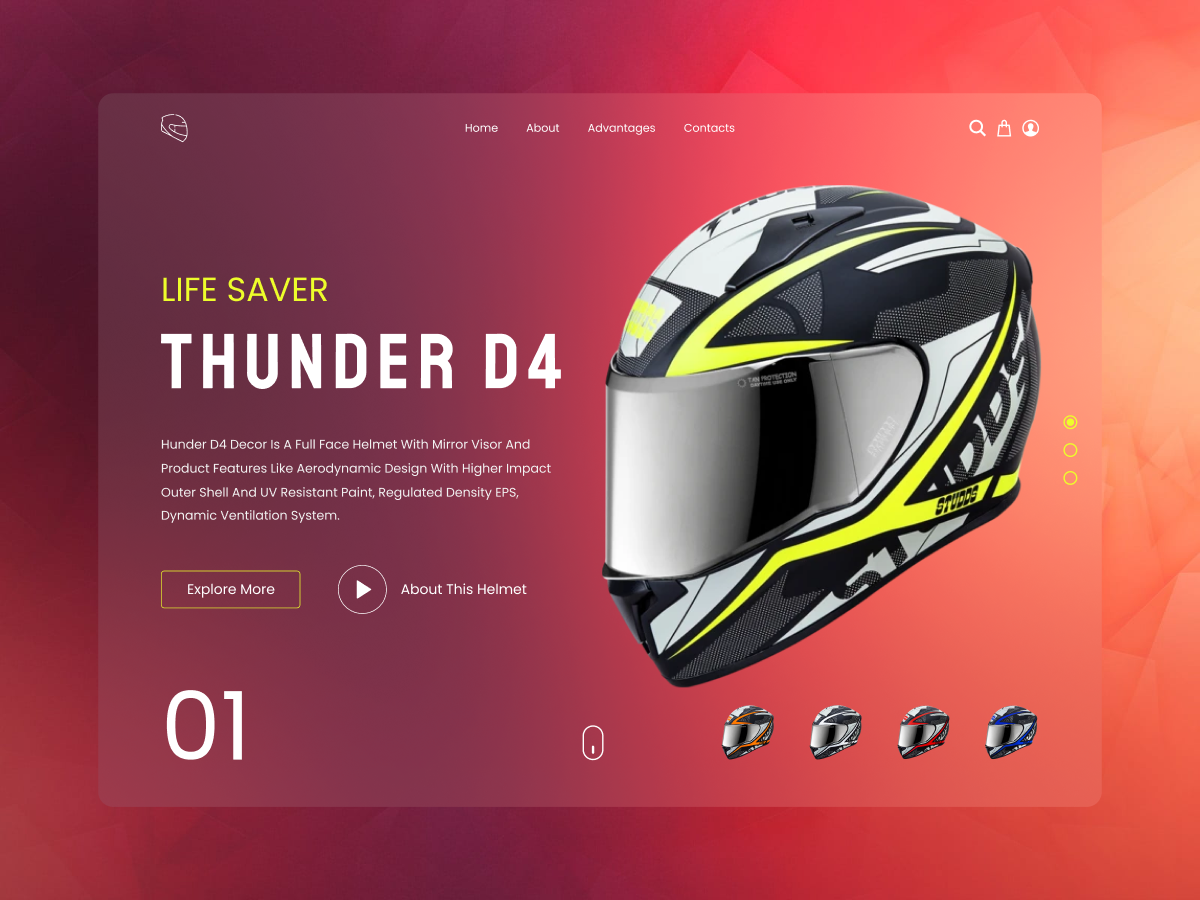 Home About Advantages Contacts
LIFE SAVER
THUNDER D4
Hunder D4 Decor Is A Full Face Helmet With Mirror Visor And
Product Features Like Aerodynamic Design With Higher Impact
Outer Shell And UV Resistant Paint, Regulated Density EPS,
Dynamic Ventilation System.
Explore More
About This Helmet
STUDDS
01